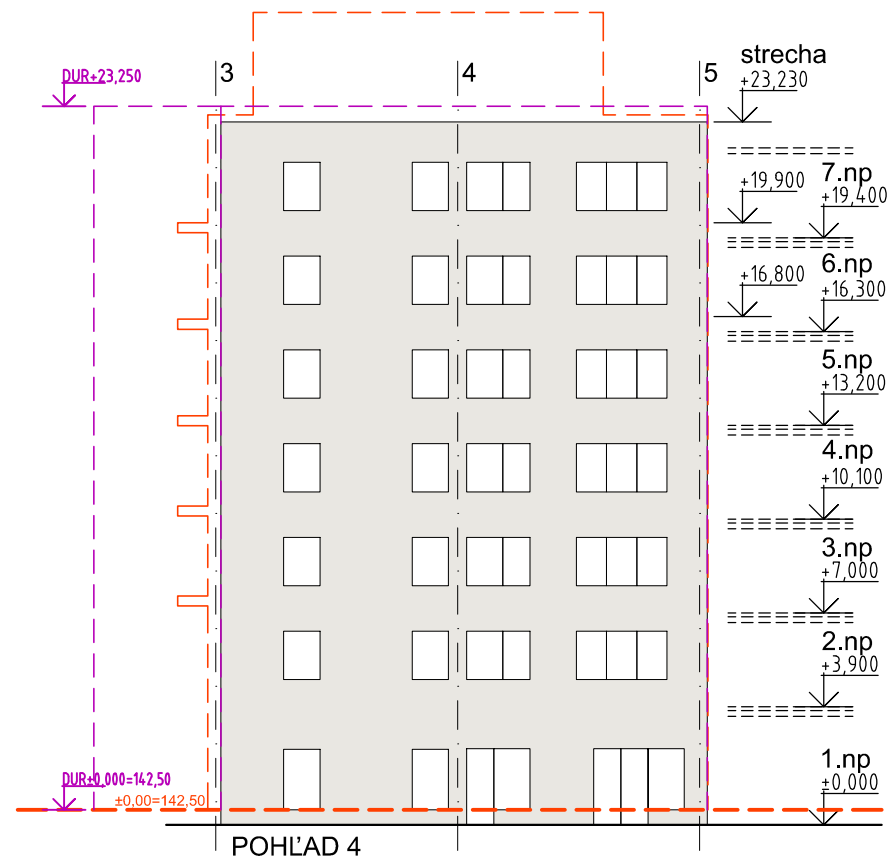 3
4
5
DUR+23,250
strecha
+23,230
7.np
+19,900
+19,400
6.np
+16,800
+16,300
5.np
+13,200
4.np
+10,100
3.np
+7,000
2.np
+3,900
1.np
±0,000
DUR±0,000=142,50
±0,00=142,50
POHĽAD 4